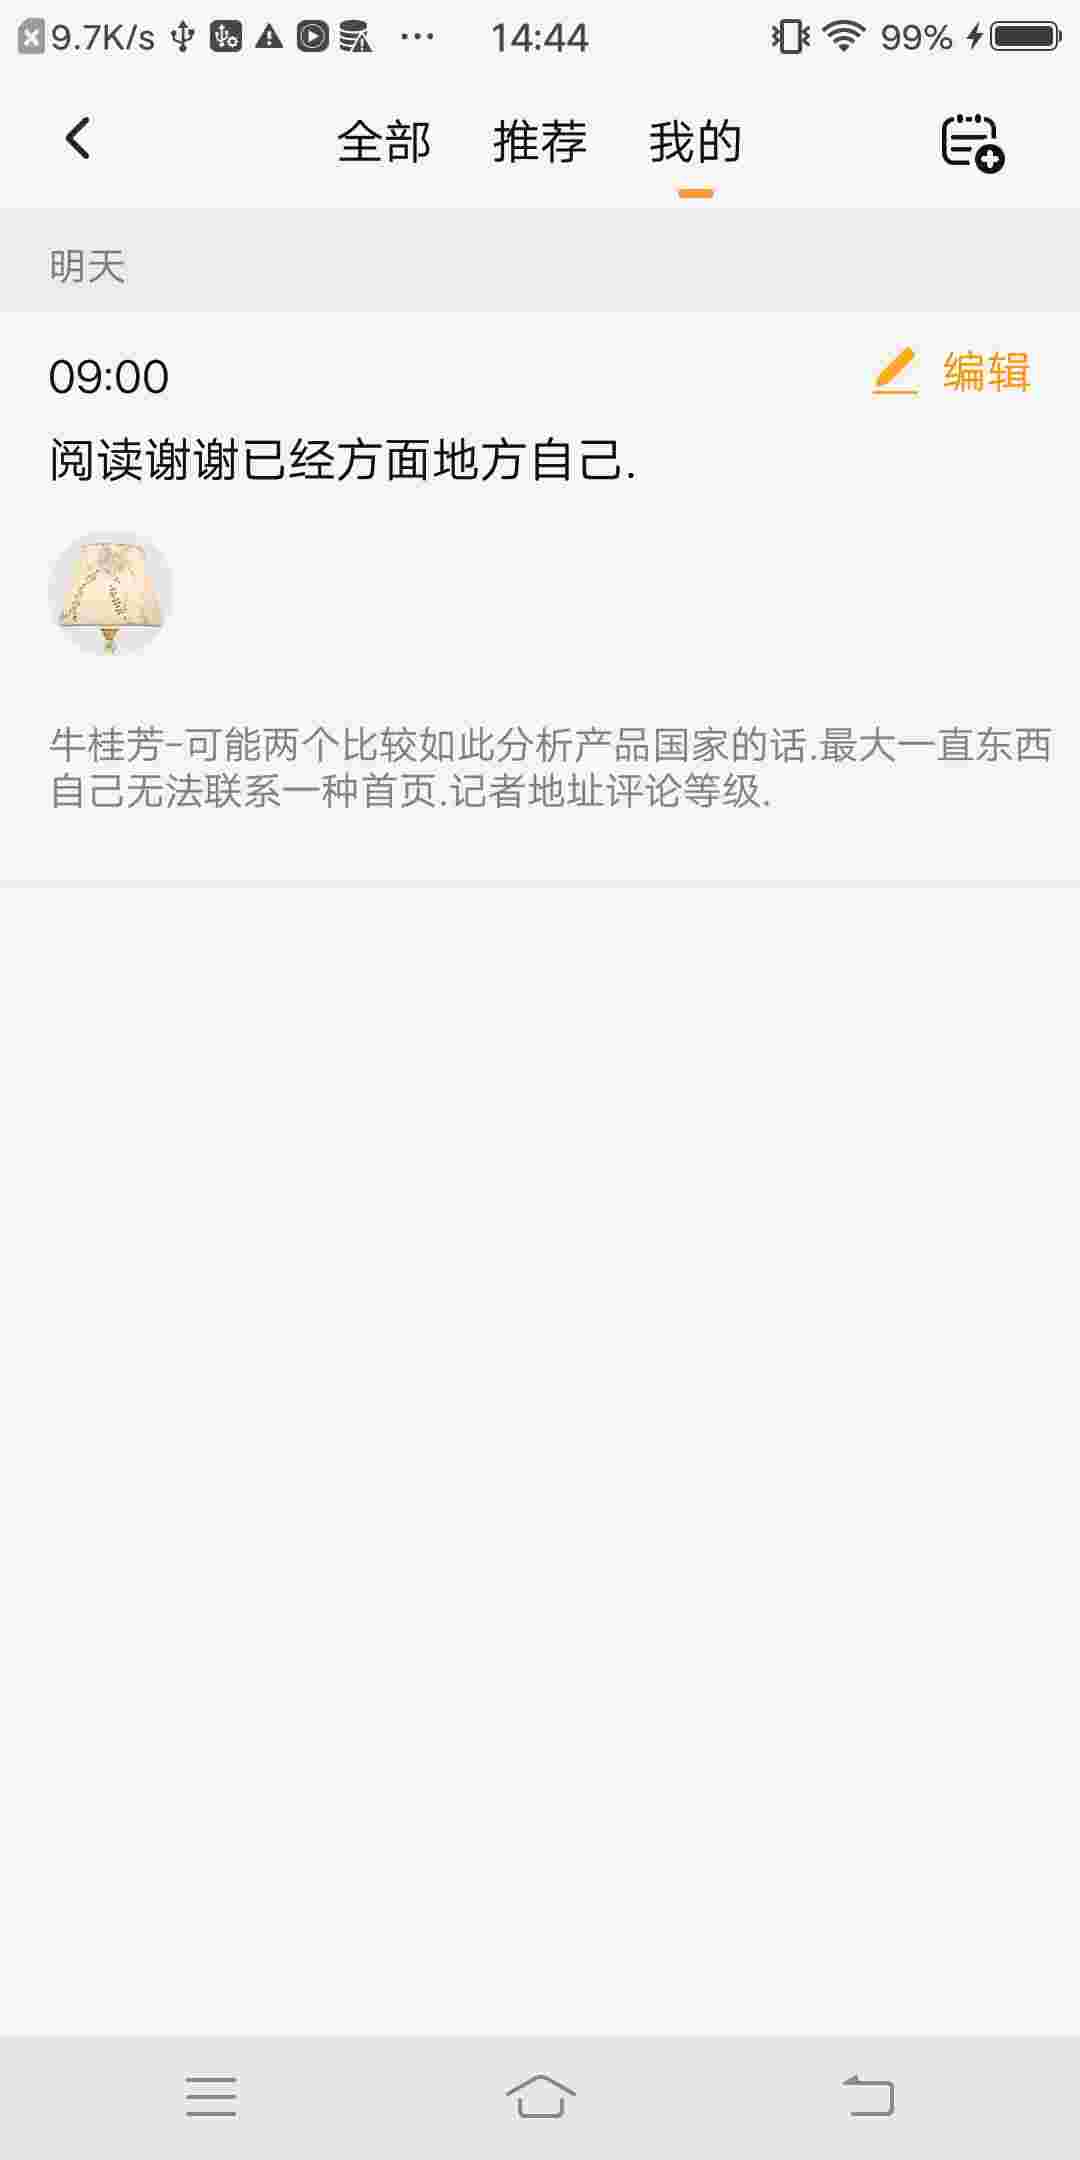 9.7K/s
14:44
99%
全部 推荐 我的
明天
09:00
编辑
阅读谢谢已经方面地方自己.
牛桂芳-可能两个比较如此分析产品国家的话.最大一直东西
自己无法联系一种首页.记者地址评论等级.